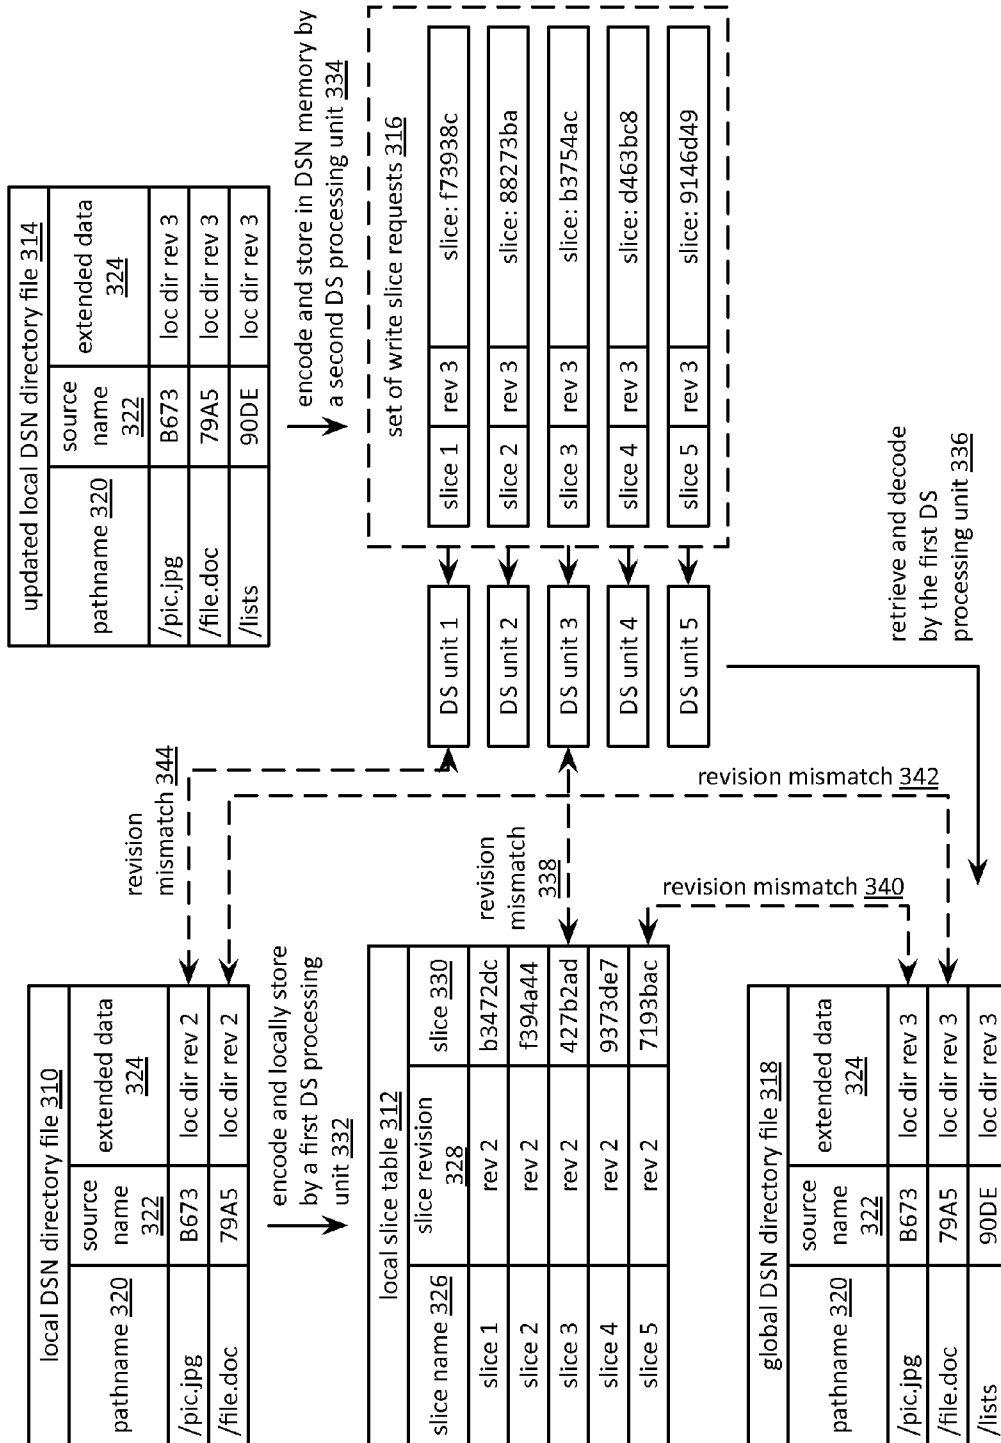 local DSN directory file 310
pathname 320
source
name
322
extended data
324
/pic.jpg
B673
loc dir rev 2
/file.doc
79A5
loc dir rev 2
encode and locally store
by a first DS processing
unit 332
local slice table 312
slice name 326
slice revision
328
slice 330
slice 1
rev 2
b3472dc
slice 2
rev 2
f394a44
slice 3
rev 2
427b2ad
slice 4
rev 2
9373de7
slice 5
rev 2
7193bac
global DSN directory file 318
pathname 320
source
name
322
extended data
324
/pic.jpg
B673
loc dir rev 3
/file.doc
79A5
loc dir rev 3
/lists
90DE
loc dir rev 3
revision
mismatch 344
revision
mismatch
338
revision mismatch 340
revision mismatch 342
DS unit 1
DS unit 2
DS unit 3
DS unit 4
DS unit 5
updated local DSN directory file 314
pathname 320
source
name
322
extended data
324
/pic.jpg
B673
loc dir rev 3
/file.doc
79A5
loc dir rev 3
/lists
90DE
loc dir rev 3
encode and store in DSN memory by
a second DS processing unit 334
set of write slice requests 316
slice 1
rev 3
slice: f73938c
slice 2
rev 3
slice: 88273ba
slice 3
rev 3
slice: b3754ac
slice 4
rev 3
slice: d463bc8
slice 5
rev 3
slice: 9146d49
retrieve and decode
by the first DS
processing unit 336